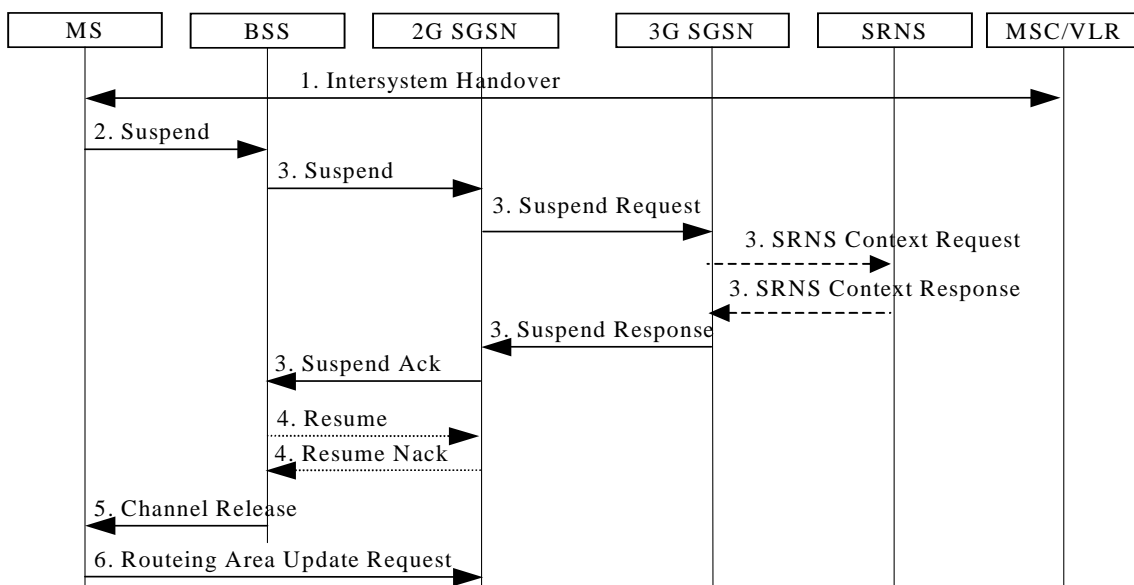 MS BSS 2G SGSN 3G SGSN SRNS MSC/VLR
1. Intersystem Handover
2. Suspend
3. Suspend
3. Suspend Request
3. SRNS Context Request
3. SRNS Context Response
3. Suspend Response
3. Suspend Ack
4. Resume
4. Resume Nack
5. Channel Release
6. Routeing Area Update Request